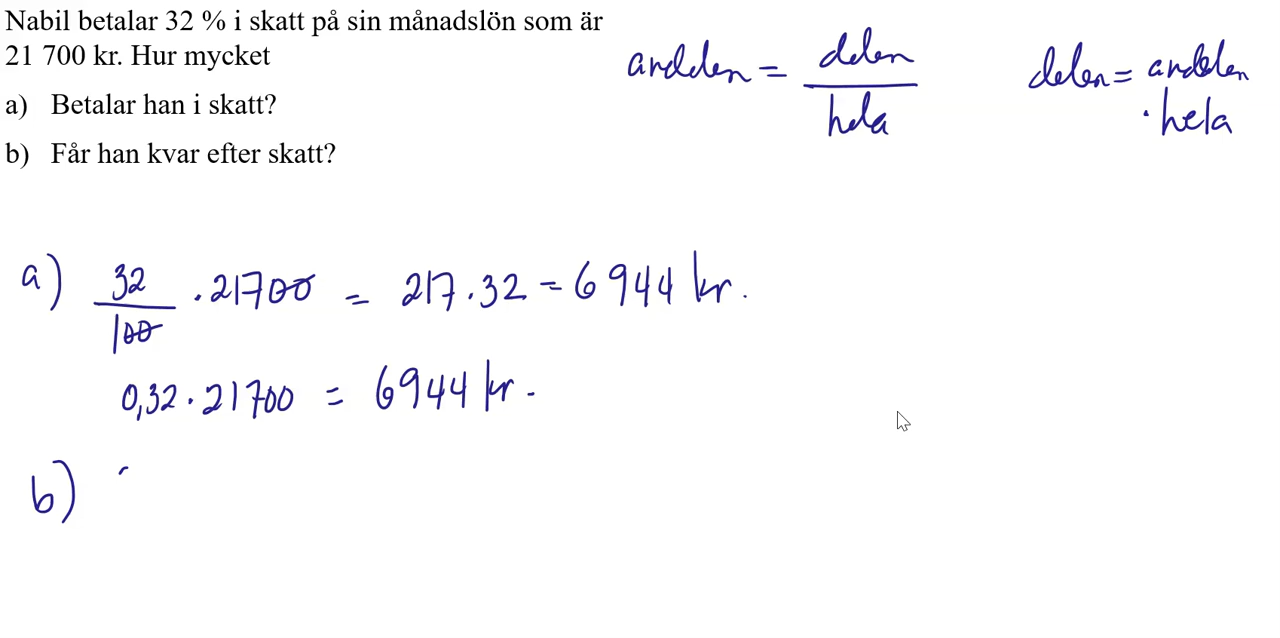 Nabil betalar 32 % i skatt på sin månadslön som är
21 700 kr. Hur mycket
a) Betalar han i skatt?
b) Får han kvar efter skatt?
andelen = delen / hela
delen = andelen
· hela
a) 32/100 · 21700 = 217 · 32 = 6944 kr.
0,32 · 21700 = 6944 kr.
b)